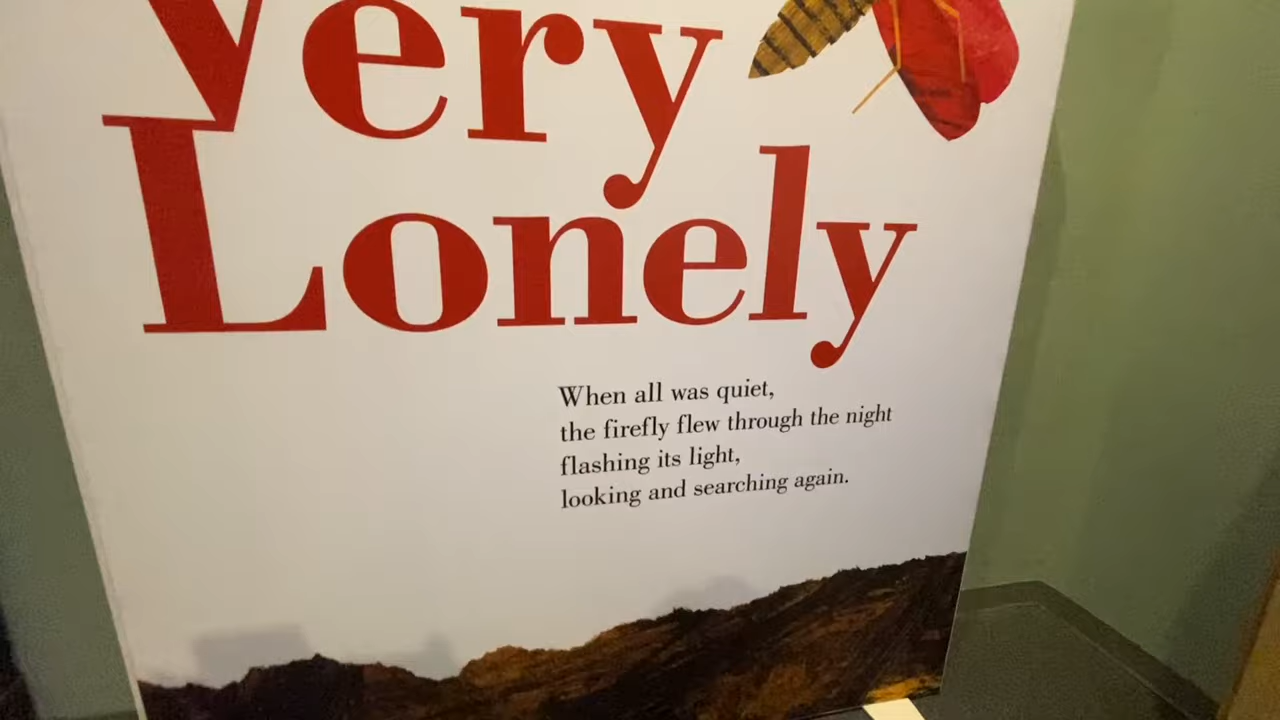 Very
Lonely
When all was quiet,
the firefly flew through the night
flashing its light,
looking and searching again.